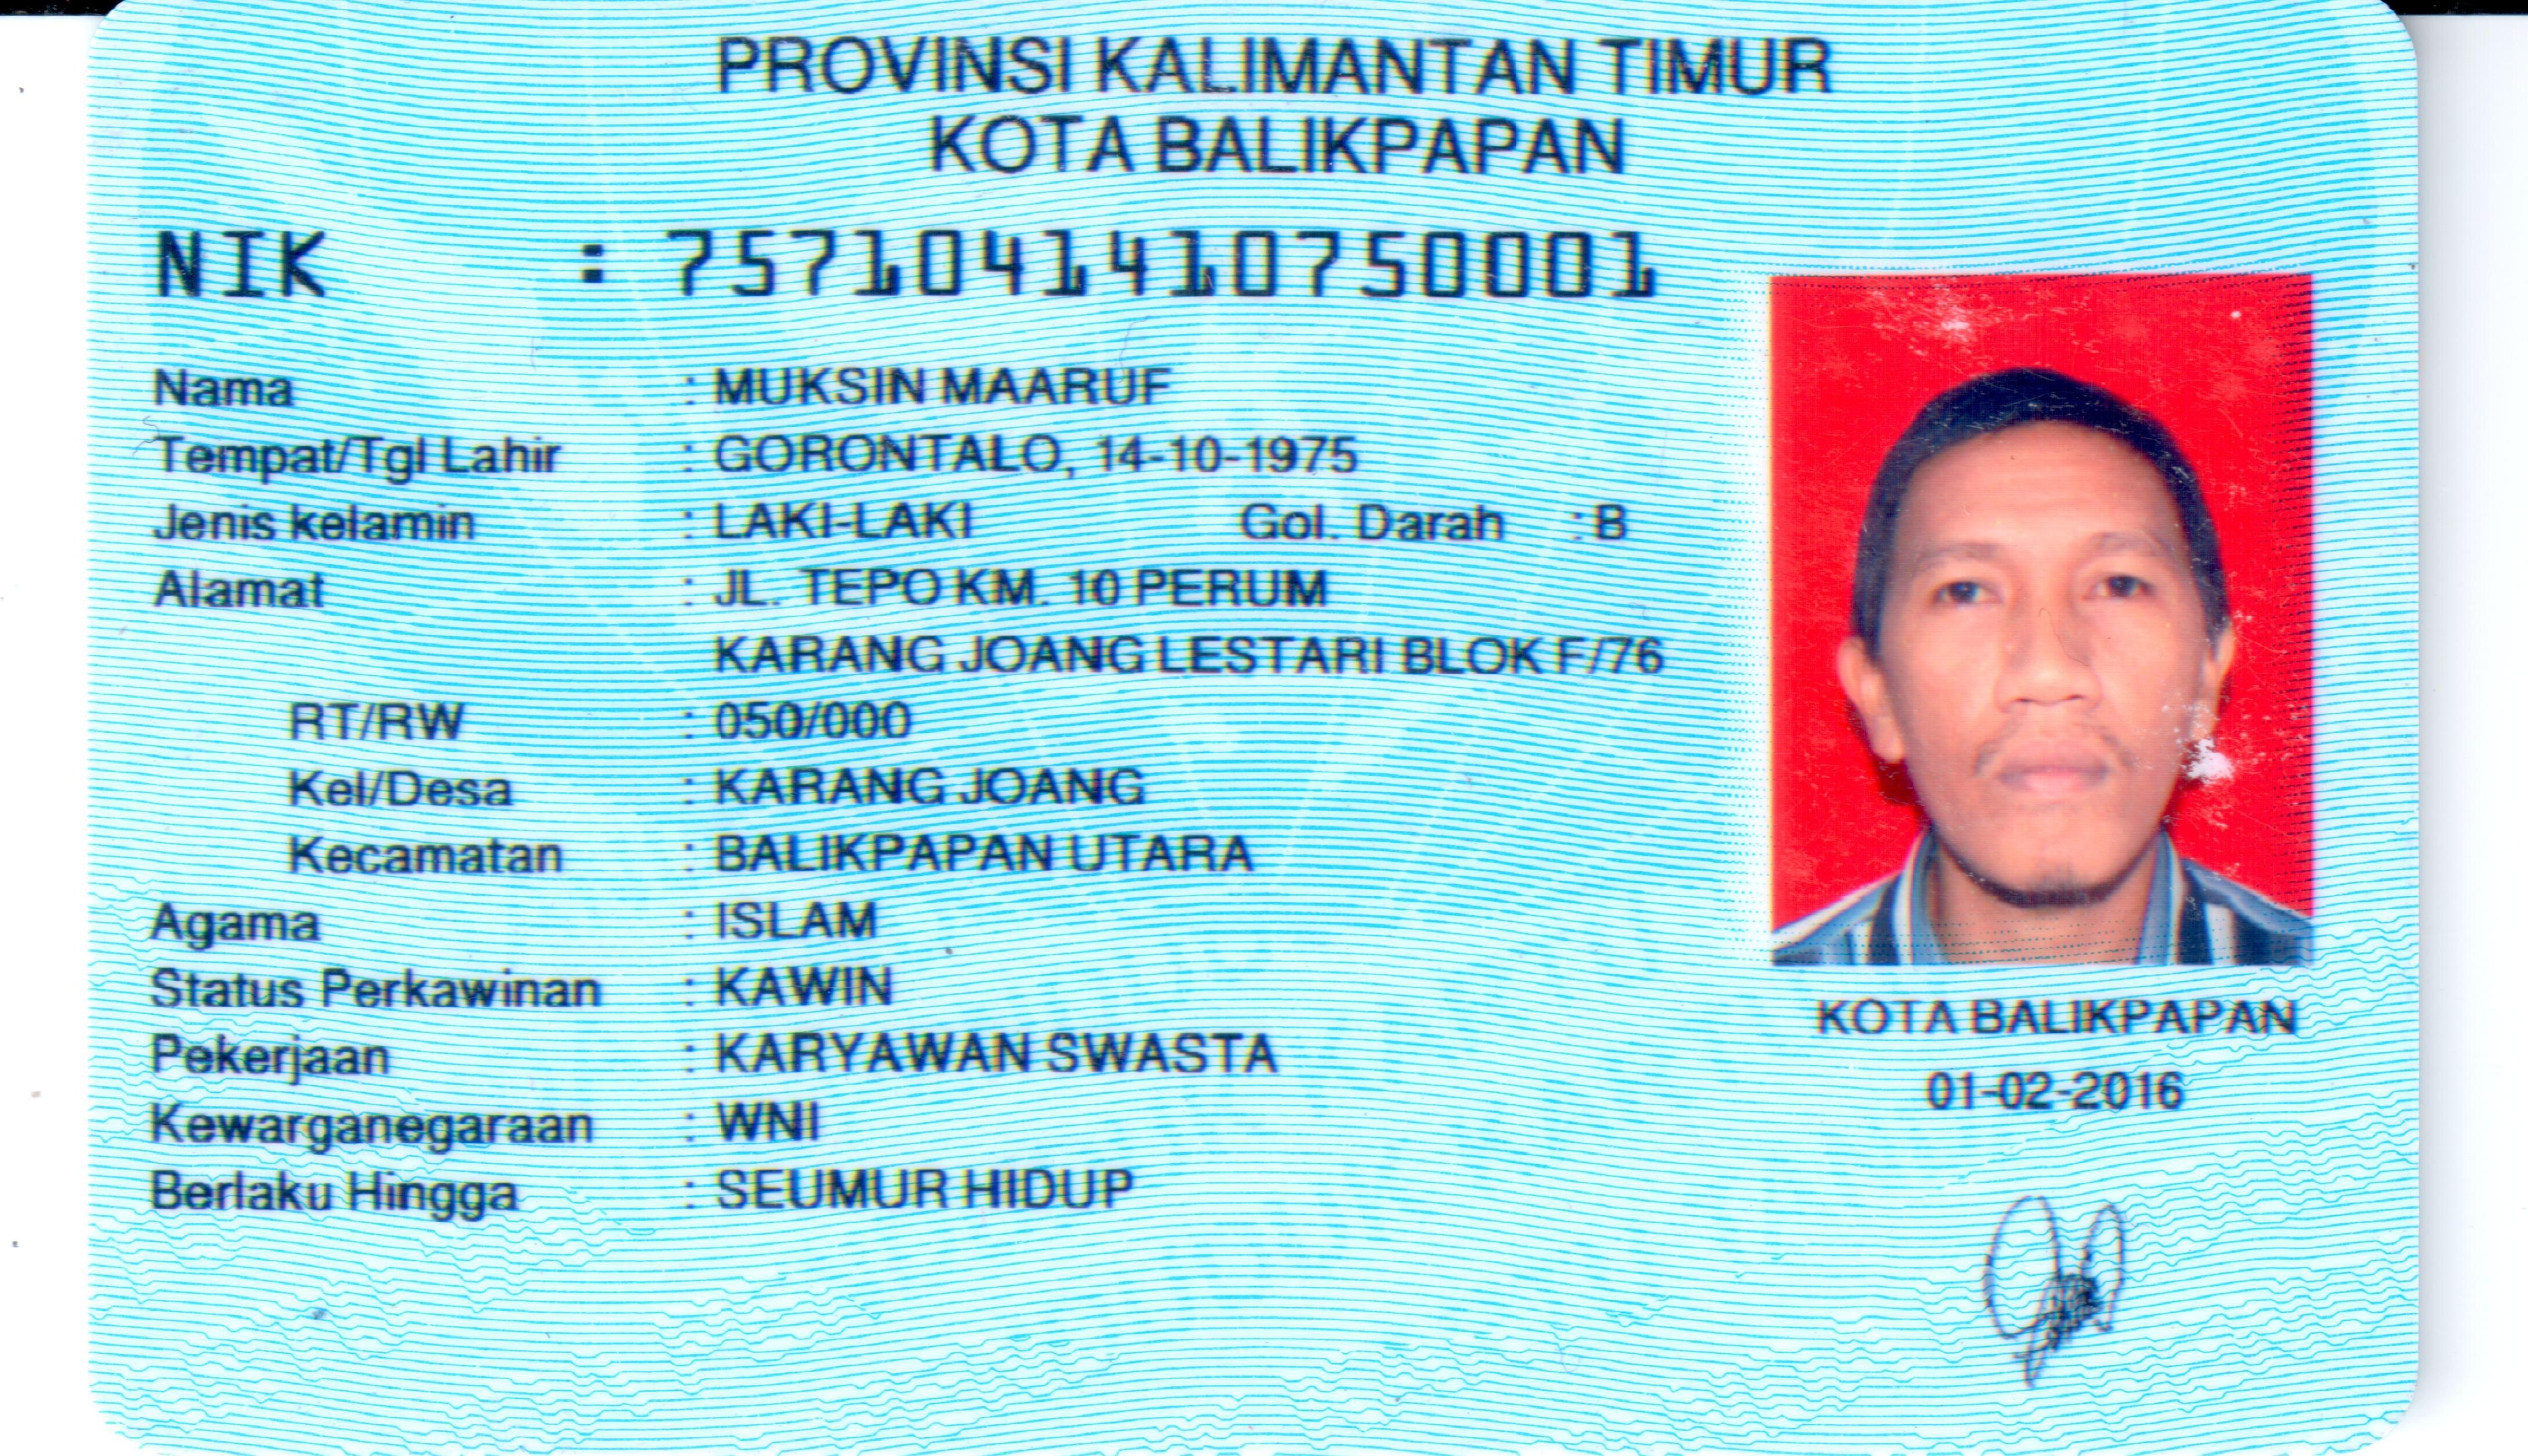 PROVINSI KALIMANTAN TIMUR
KOTA BALIKPAPAN
NIK : 7571041410750001
Nama : MUKSIN MAARUF
Tempat/Tgl Lahir : GORONTALO, 14-10-1975
Jenis kelamin : LAKI-LAKI Gol. Darah : B
Alamat : JL. TEPO KM. 10 PERUM
KARANG JOANG LESTARI BLOK F/76
RT/RW : 050/000
Kel/Desa : KARANG JOANG
Kecamatan : BALIKPAPAN UTARA
Agama : ISLAM
Status Perkawinan : KAWIN
Pekerjaan : KARYAWAN SWASTA
Kewarganegaraan : WNI
Berlaku Hingga : SEUMUR HIDUP
KOTA BALIKPAPAN
01-02-2016